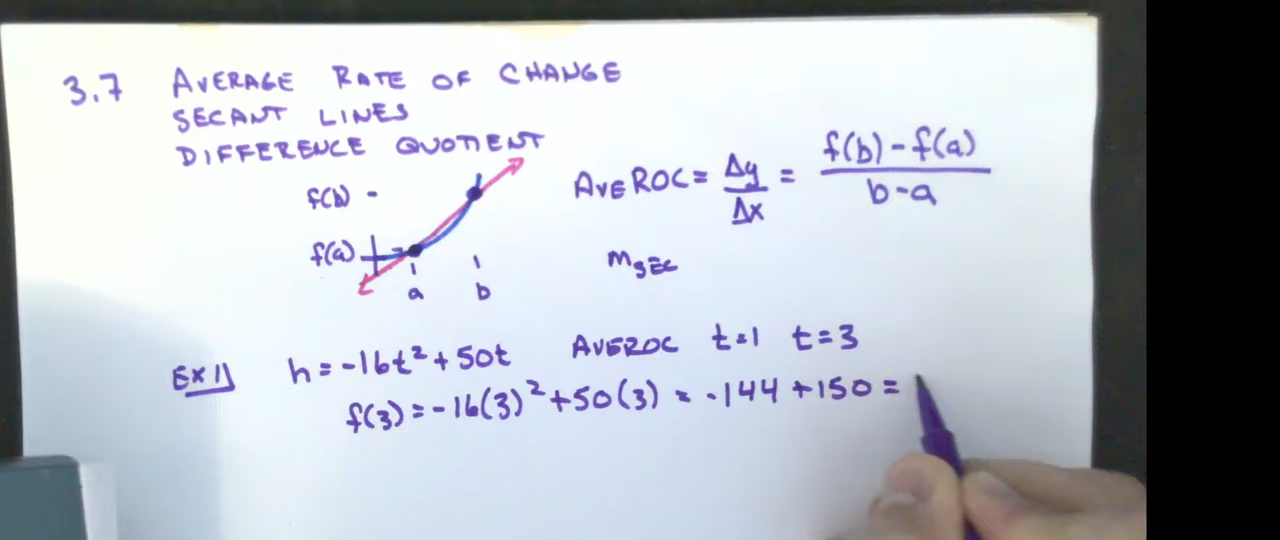 3.7 AVERAGE RATE OF CHANGE
SECANT LINES
DIFFERENCE QUOTIENT
f(b)
f(a)
a b
AVEROC = Δy/Δx = f(b)-f(a)/b-a
mSEC
EX 1 h = -16t² + 50t AVEROC t=1 t=3
f(3) = -16(3)² + 50(3) = -144 + 150 =